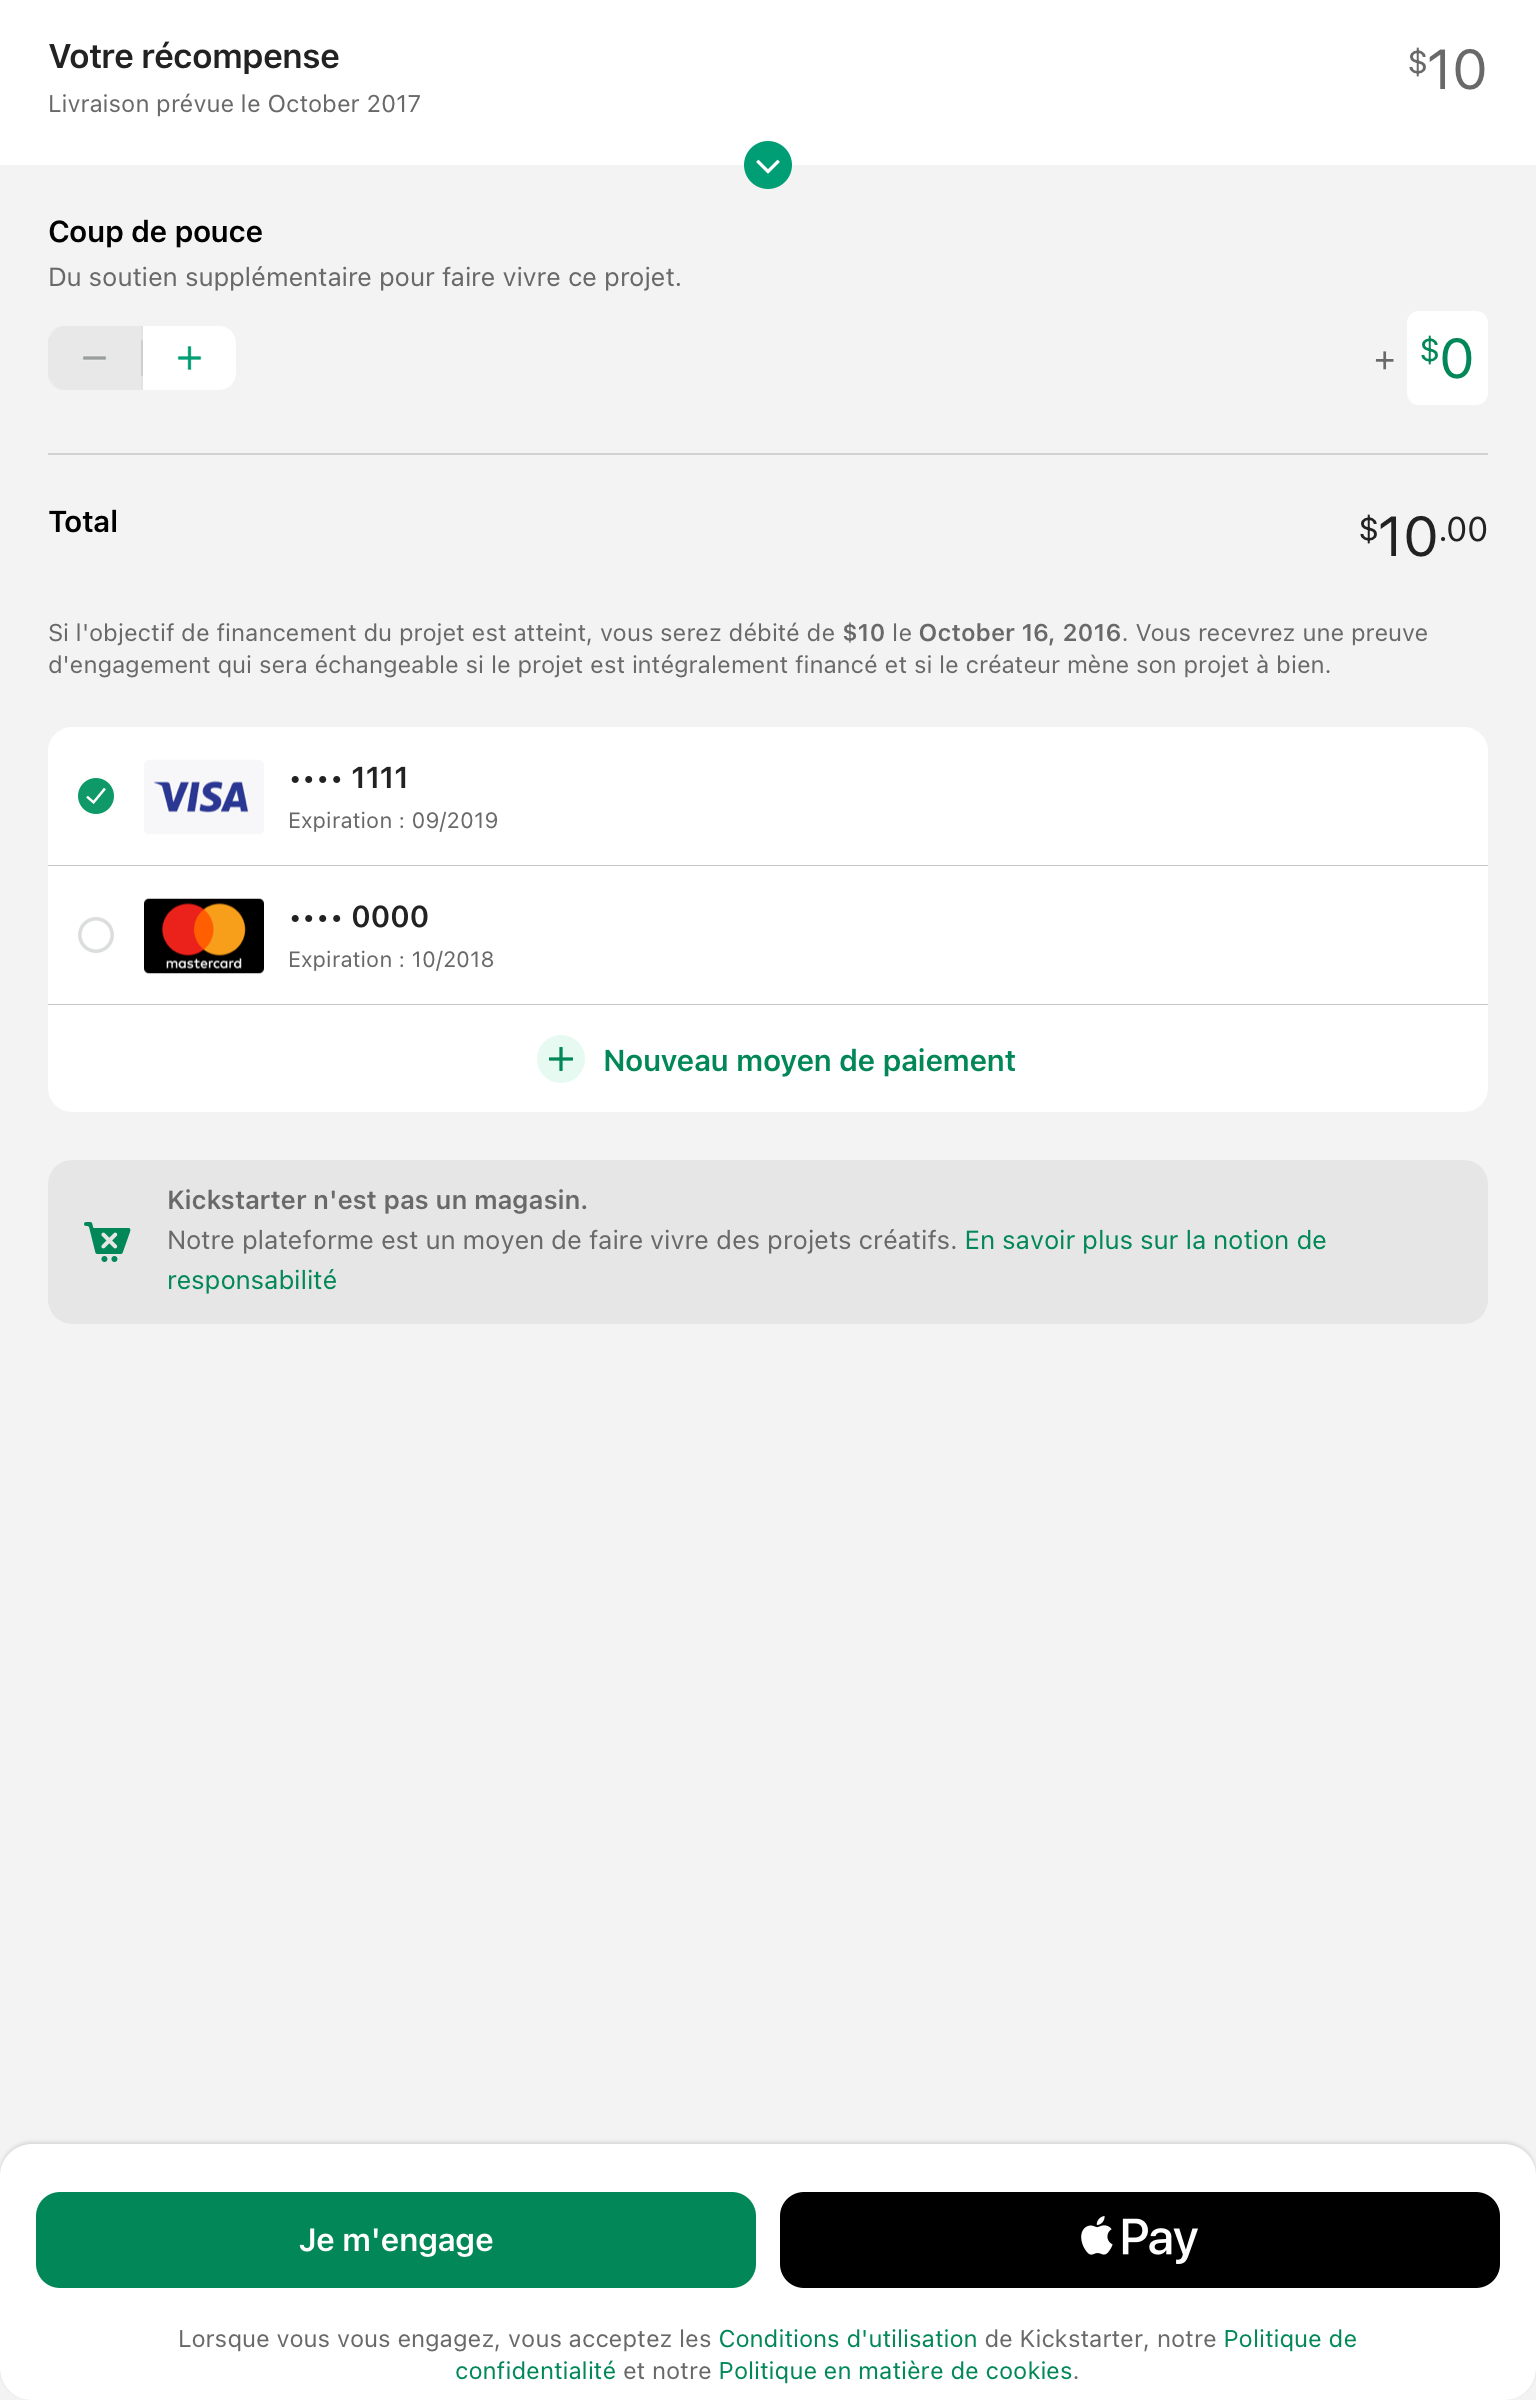 Votre récompense
$10
Livraison prévue le October 2017
Coup de pouce
Du soutien supplémentaire pour faire vivre ce projet.
− +
+ $0
Total
$10.00
Si l'objectif de financement du projet est atteint, vous serez débité de $10 le October 16, 2016. Vous recevrez une preuve
d'engagement qui sera échangeable si le projet est intégralement financé et si le créateur mène son projet à bien.
VISA
•••• 1111
Expiration : 09/2019
mastercard
•••• 0000
Expiration : 10/2018
+ Nouveau moyen de paiement
Kickstarter n'est pas un magasin.
Notre plateforme est un moyen de faire vivre des projets créatifs. En savoir plus sur la notion de
responsabilité
Je m'engage
Pay
Lorsque vous vous engagez, vous acceptez les Conditions d'utilisation de Kickstarter, notre Politique de
confidentialité et notre Politique en matière de cookies.